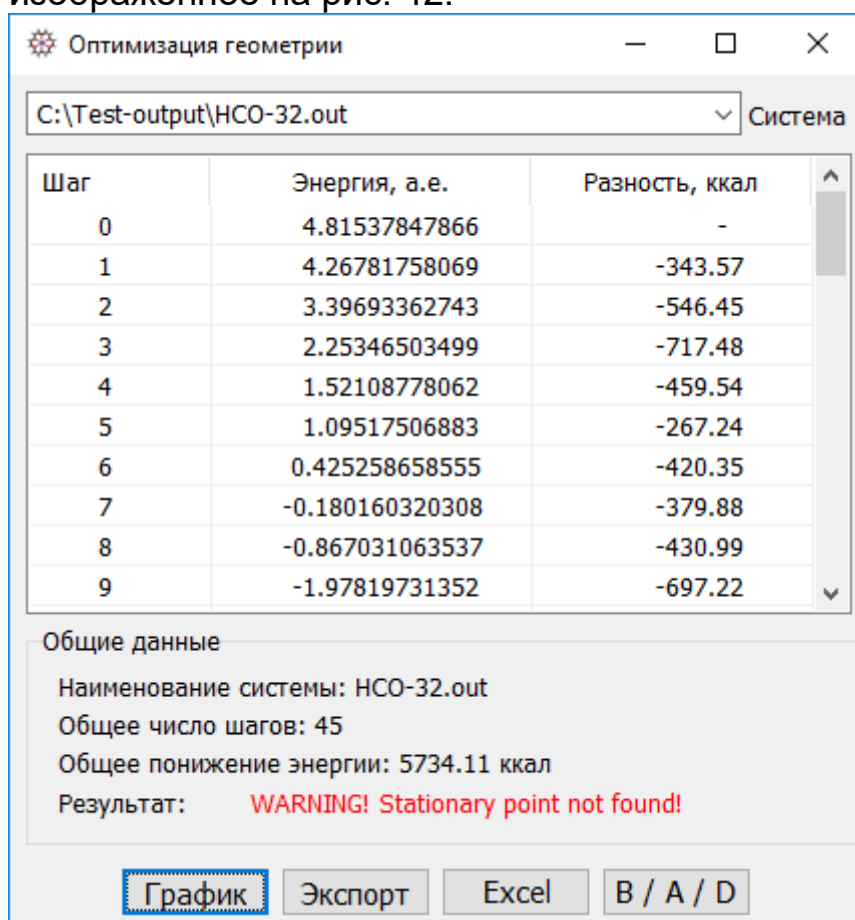 изображенное на рис. 42.
Оптимизация геометрии
C:\Test-output\HCO-32.out Система
Шаг Энергия, а.е. Разность, ккал
0 4.81537847866 -
1 4.26781758069 -343.57
2 3.39693362743 -546.45
3 2.25346503499 -717.48
4 1.52108778062 -459.54
5 1.09517506883 -267.24
6 0.425258658555 -420.35
7 -0.180160320308 -379.88
8 -0.867031063537 -430.99
9 -1.97819731352 -697.22
Общие данные
Наименование системы: HCO-32.out
Общее число шагов: 45
Общее понижение энергии: 5734.11 ккал
Результат: WARNING! Stationary point not found!
График Экспорт Excel B / A / D